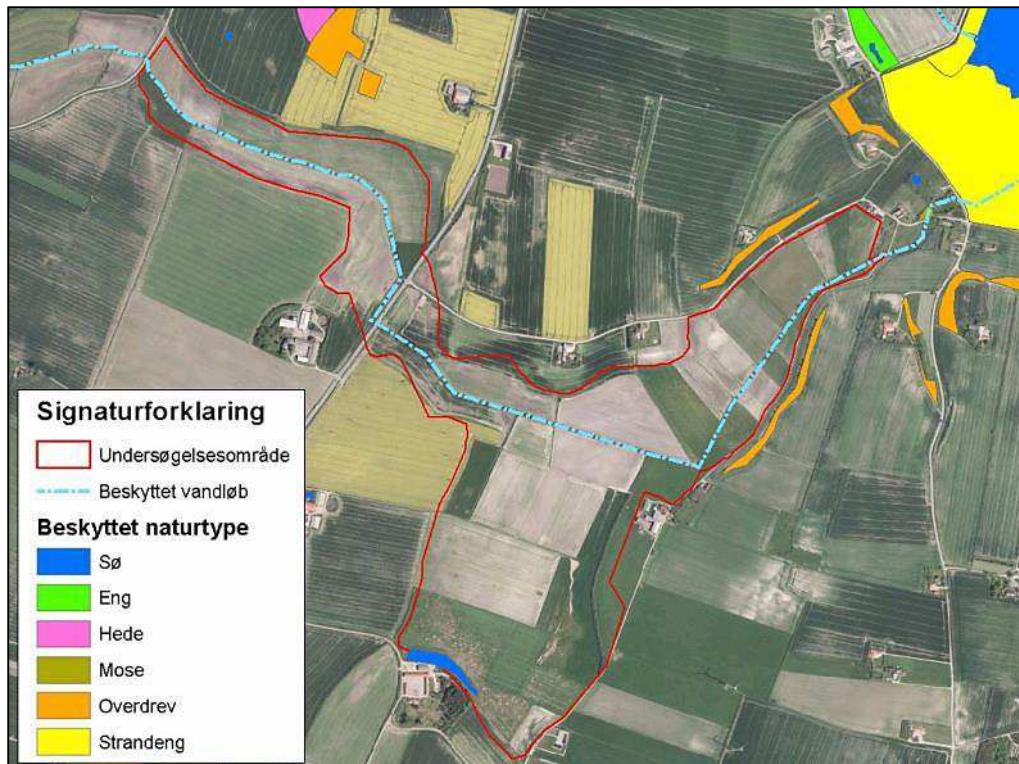 Signaturforklaring
Undersøgelsesområde
Beskyttet vandløb
Beskyttet naturtype
Sø
Eng
Hede
Mose
Overdrev
Strandeng